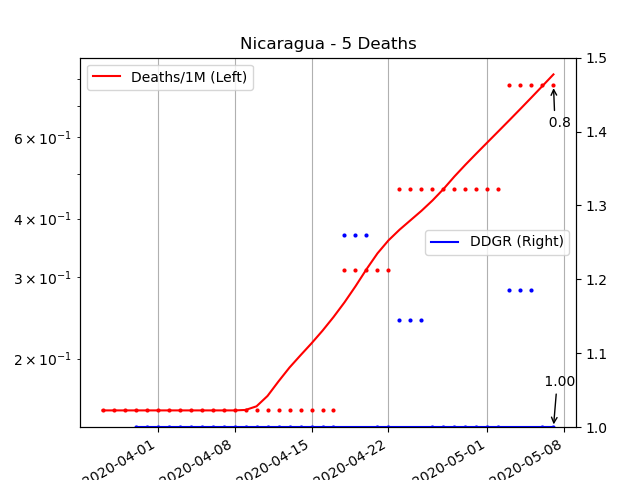 Nicaragua - 5 Deaths
Deaths/1M (Left)
DDGR (Right)
0.8
1.00
6 × 10⁻¹
4 × 10⁻¹
3 × 10⁻¹
2 × 10⁻¹
1.5
1.4
1.3
1.2
1.1
1.0
2020-04-01
2020-04-08
2020-04-15
2020-04-22
2020-05-01
2020-05-08